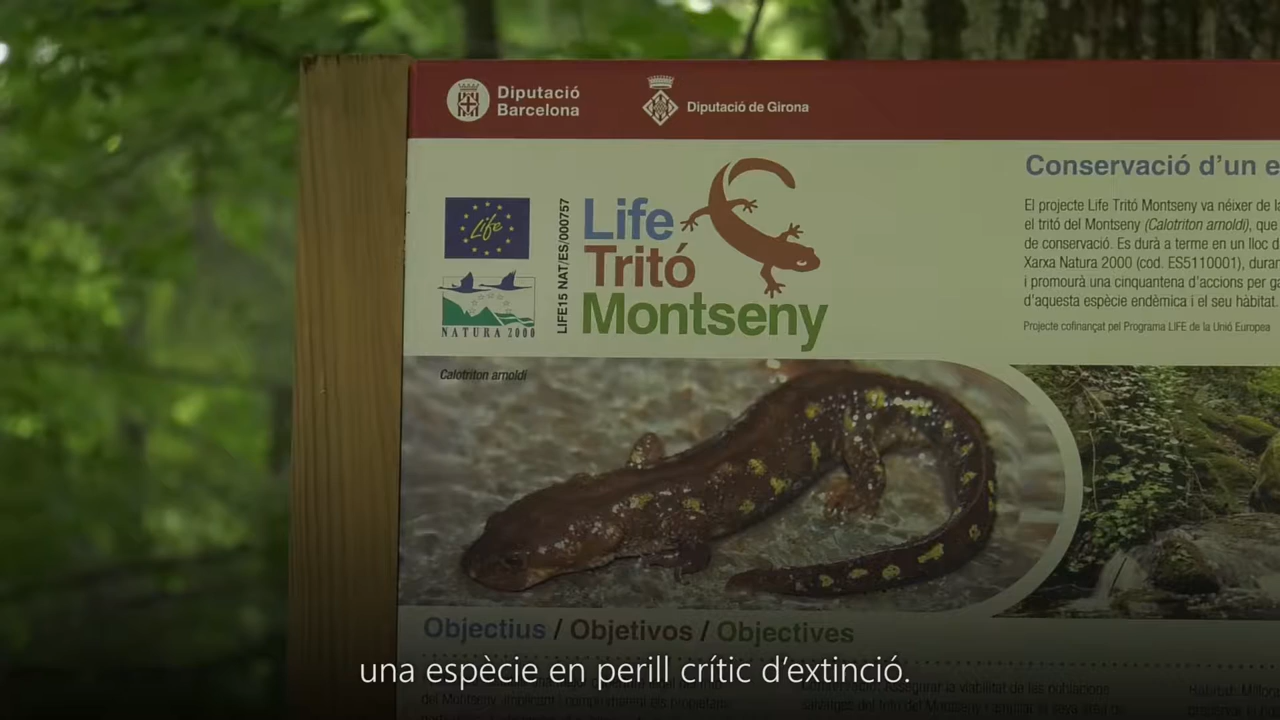 Diputació
Barcelona
Diputació de Girona
Life
NATURA 2000
LIFE15 NAT/ES/000757
Life
Tritó
Montseny
Conservació d'un e
El projecte Life Tritó Montseny va néixer de la
el tritó del Montseny (Calotriton arnoldi), que
de conservació. Es durà a terme en un lloc d
Xarxa Natura 2000 (cod. ES5110001), duran
i promourà una cinquantena d'accions per ga
d'aquesta espècie endèmica i el seu hàbitat.
Projecte cofinançat pel Programa LIFE de la Unió Europea
Calotriton arnoldi
Objectius / Objetivos / Objectives
una espècie en perill crític d'extinció.